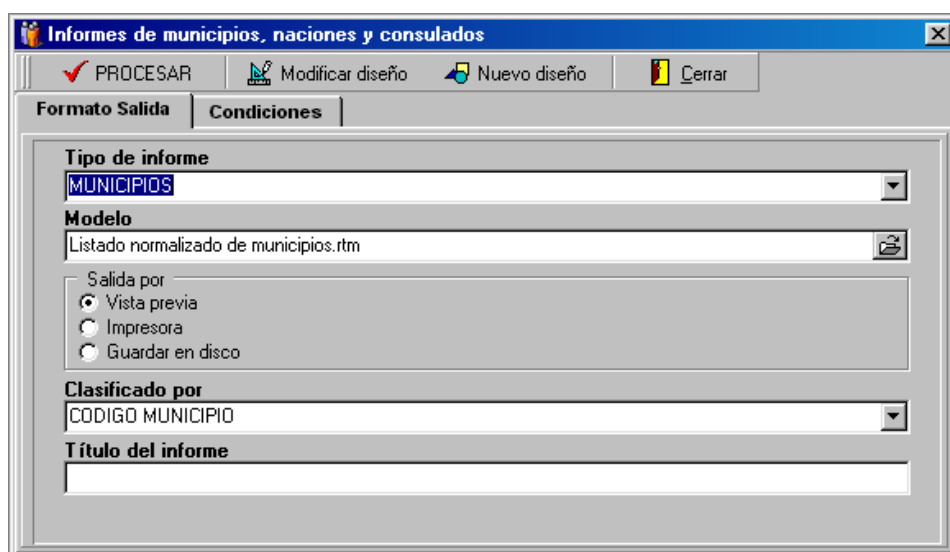 Informes de municipios, naciones y consulados
PROCESAR Modificar diseño Nuevo diseño Cerrar
Formato Salida Condiciones
Tipo de informe
MUNICIPIOS
Modelo
Listado normalizado de municipios.rtm
Salida por
Vista previa
Impresora
Guardar en disco
Clasificado por
CODIGO MUNICIPIO
Título del informe